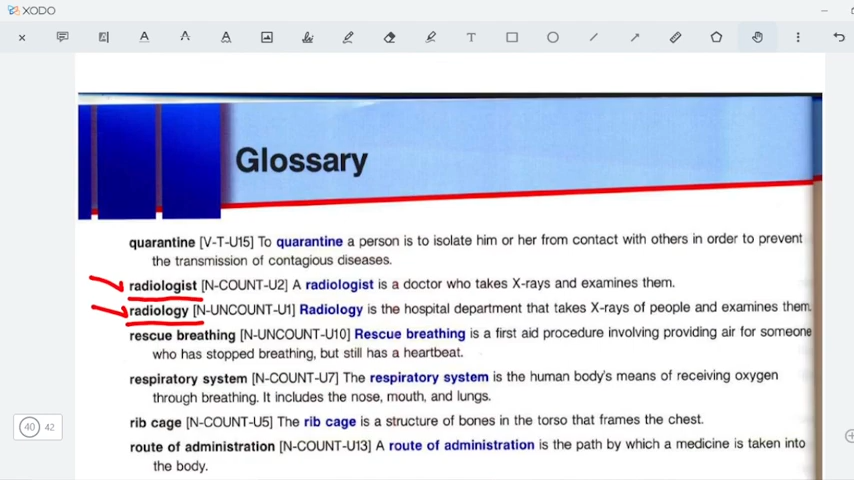 XODO
Glossary
quarantine [V-T-U15] To quarantine a person is to isolate him or her from contact with others in order to prevent
the transmission of contagious diseases.
radiologist [N-COUNT-U2] A radiologist is a doctor who takes X-rays and examines them.
radiology [N-UNCOUNT-U1] Radiology is the hospital department that takes X-rays of people and examines them.
rescue breathing [N-UNCOUNT-U10] Rescue breathing is a first aid procedure involving providing air for someone
who has stopped breathing, but still has a heartbeat.
respiratory system [N-COUNT-U7] The respiratory system is the human body's means of receiving oxygen
through breathing. It includes the nose, mouth, and lungs.
40 42
rib cage [N-COUNT-U5] The rib cage is a structure of bones in the torso that frames the chest.
route of administration [N-COUNT-U13] A route of administration is the path by which a medicine is taken into
the body.